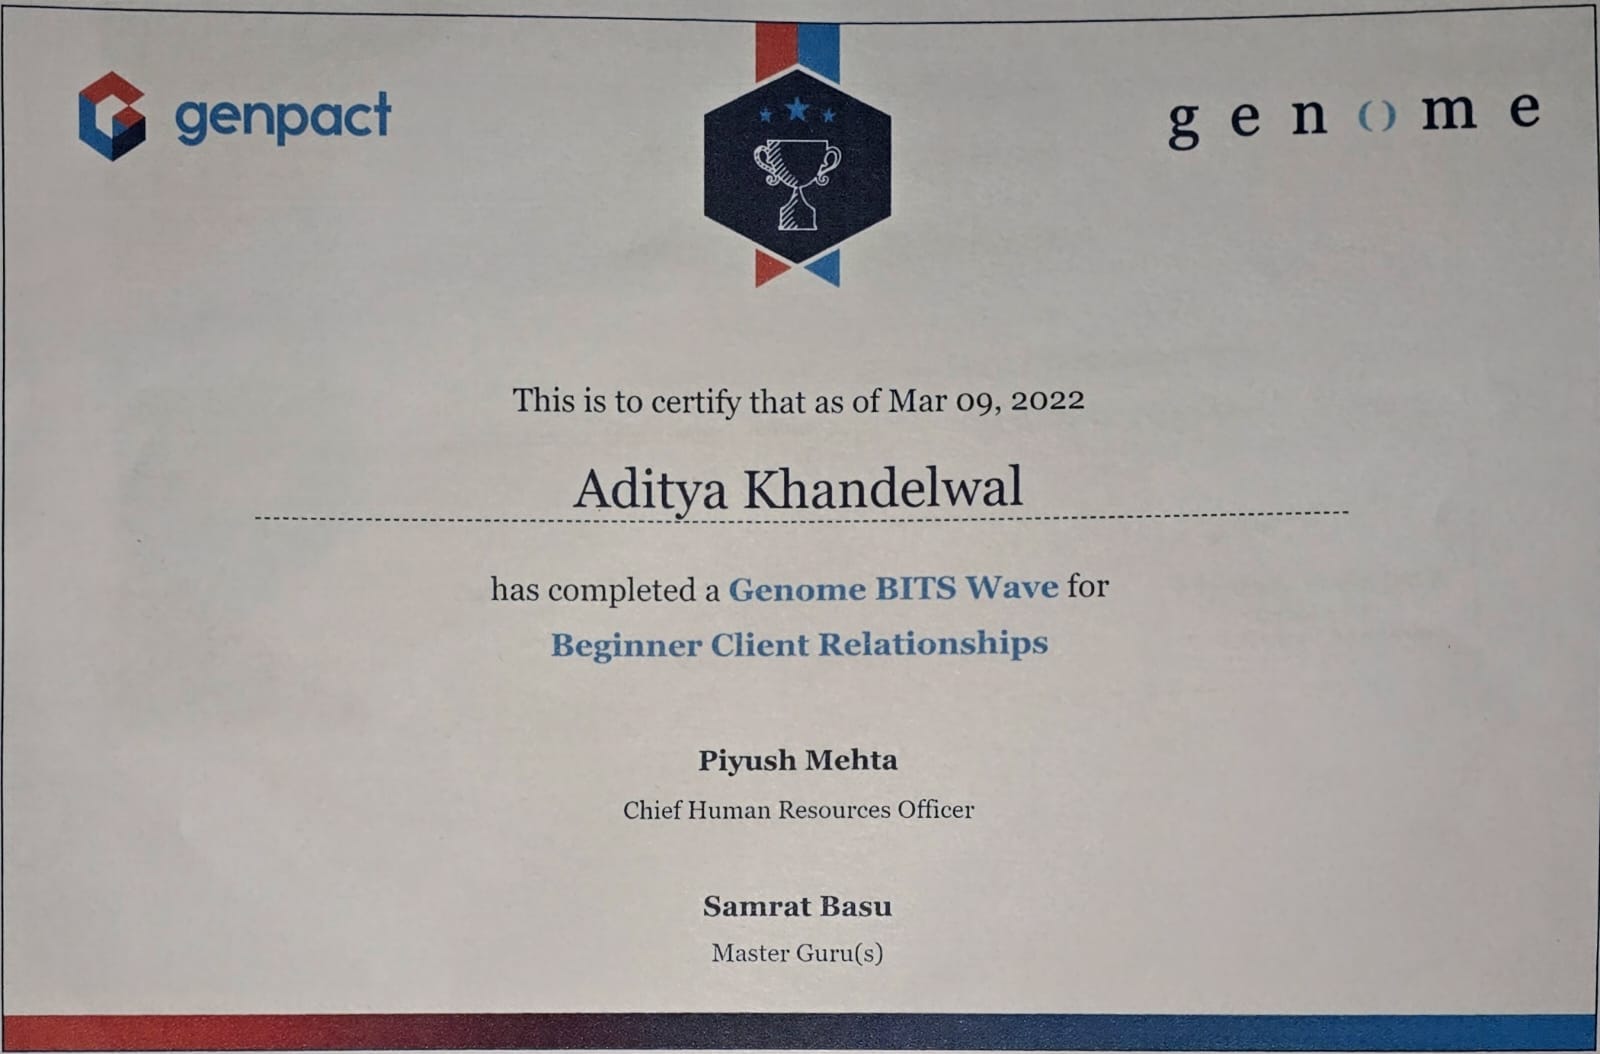 genpact
genome
This is to certify that as of Mar 09, 2022
Aditya Khandelwal
has completed a Genome BITS Wave for
Beginner Client Relationships
Piyush Mehta
Chief Human Resources Officer
Samrat Basu
Master Guru(s)